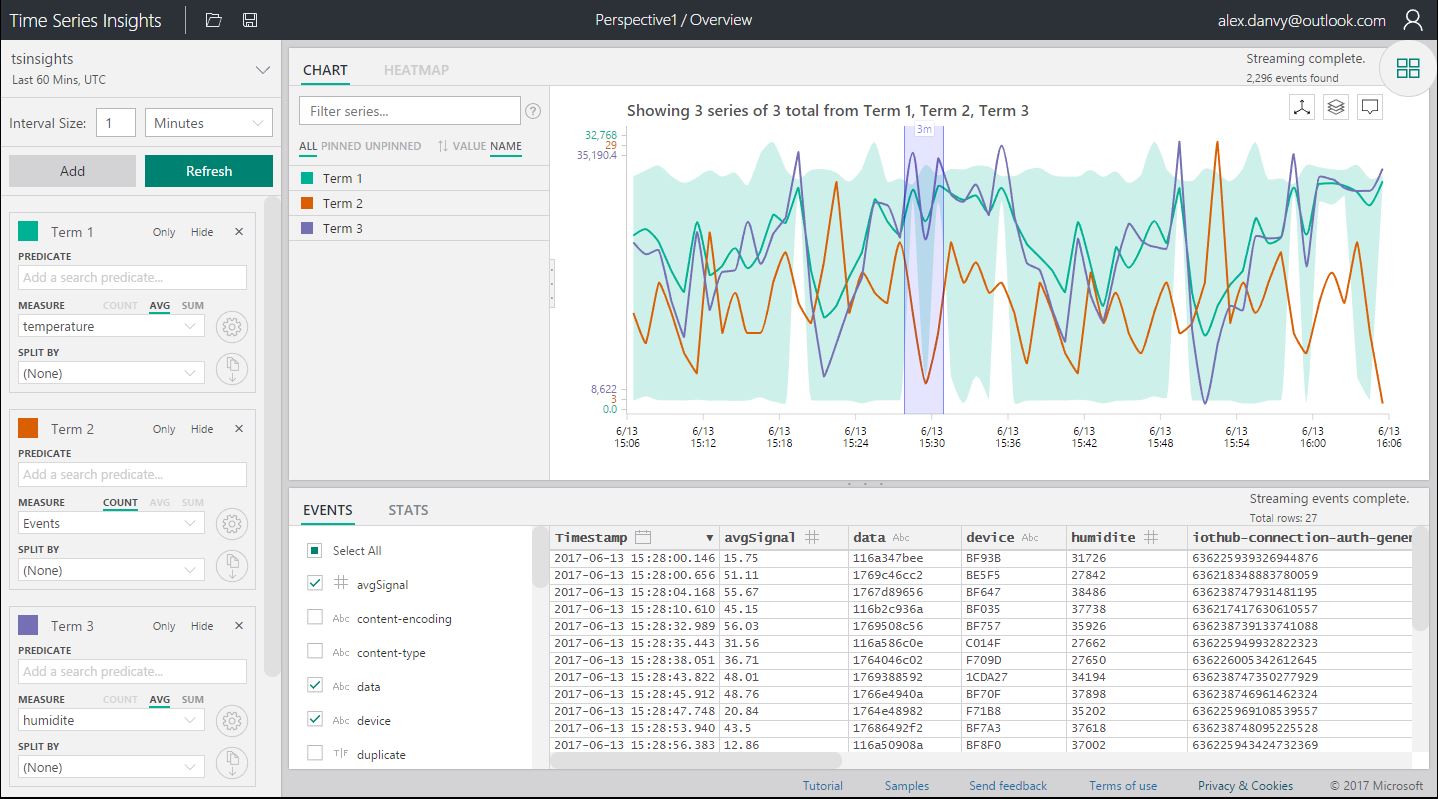 Time Series Insights
Perspective1 / Overview
alex.danvy@outlook.com
tsinsights
Last 60 Mins, UTC
Interval Size: 1 Minutes
Add Refresh
Term 1 Only Hide ×
PREDICATE
Add a search predicate...
MEASURE COUNT AVG SUM
temperature
SPLIT BY
(None)
Term 2 Only Hide ×
PREDICATE
Add a search predicate...
MEASURE COUNT AVG SUM
Events
SPLIT BY
(None)
Term 3 Only Hide ×
PREDICATE
Add a search predicate...
MEASURE COUNT AVG SUM
humidite
SPLIT BY
(None)
CHART HEATMAP
Streaming complete.
2,296 events found
Filter series... ?
ALL PINNED UNPINNED VALUE NAME
Term 1
Term 2
Term 3
Showing 3 series of 3 total from Term 1, Term 2, Term 3
3m
32,768
29
35,190.4
8,622
3
0.0
6/13 6/13 6/13 6/13 6/13 6/13 6/13 6/13 6/13 6/13 6/13
15:06 15:12 15:18 15:24 15:30 15:36 15:42 15:48 15:54 16:00 16:06
EVENTS STATS
Streaming events complete.
Total rows: 27
Select All
avgSignal
Abc content-encoding
Abc content-type
Abc data
Abc device
T|F duplicate
Timestamp avgSignal data Abc device Abc humidite iothub-connection-auth-gener
2017-06-13 15:28:00.146 15.75 116a347bee BF93B 31726 636225939326944876
2017-06-13 15:28:00.656 51.11 1769c46cc2 BE5F5 27842 636218348883780059
2017-06-13 15:28:04.168 55.67 1767d89656 BF647 38486 636238747931481195
2017-06-13 15:28:10.610 45.15 116b2c936a BF035 37738 636217417630610557
2017-06-13 15:28:32.989 56.03 1769508c56 BF757 35926 636238739133741088
2017-06-13 15:28:35.443 31.56 116a586c0e C014F 27662 636225949932822323
2017-06-13 15:28:38.051 36.71 1764046c02 F709D 27650 636226005342612645
2017-06-13 15:28:43.822 48.01 1769388592 1CDA27 34194 636238747350277929
2017-06-13 15:28:45.912 48.76 1766e4940a BF70F 37898 636238746961462324
2017-06-13 15:28:47.748 20.84 1764e48982 F71B8 35202 636225969108539557
2017-06-13 15:28:53.940 43.5 17686492f2 BF7A3 37618 636238748095225528
2017-06-13 15:28:56.383 12.86 116a50908a BF8F0 37002 636225943424732369
Tutorial Samples Send feedback Terms of use Privacy & Cookies © 2017 Microsoft